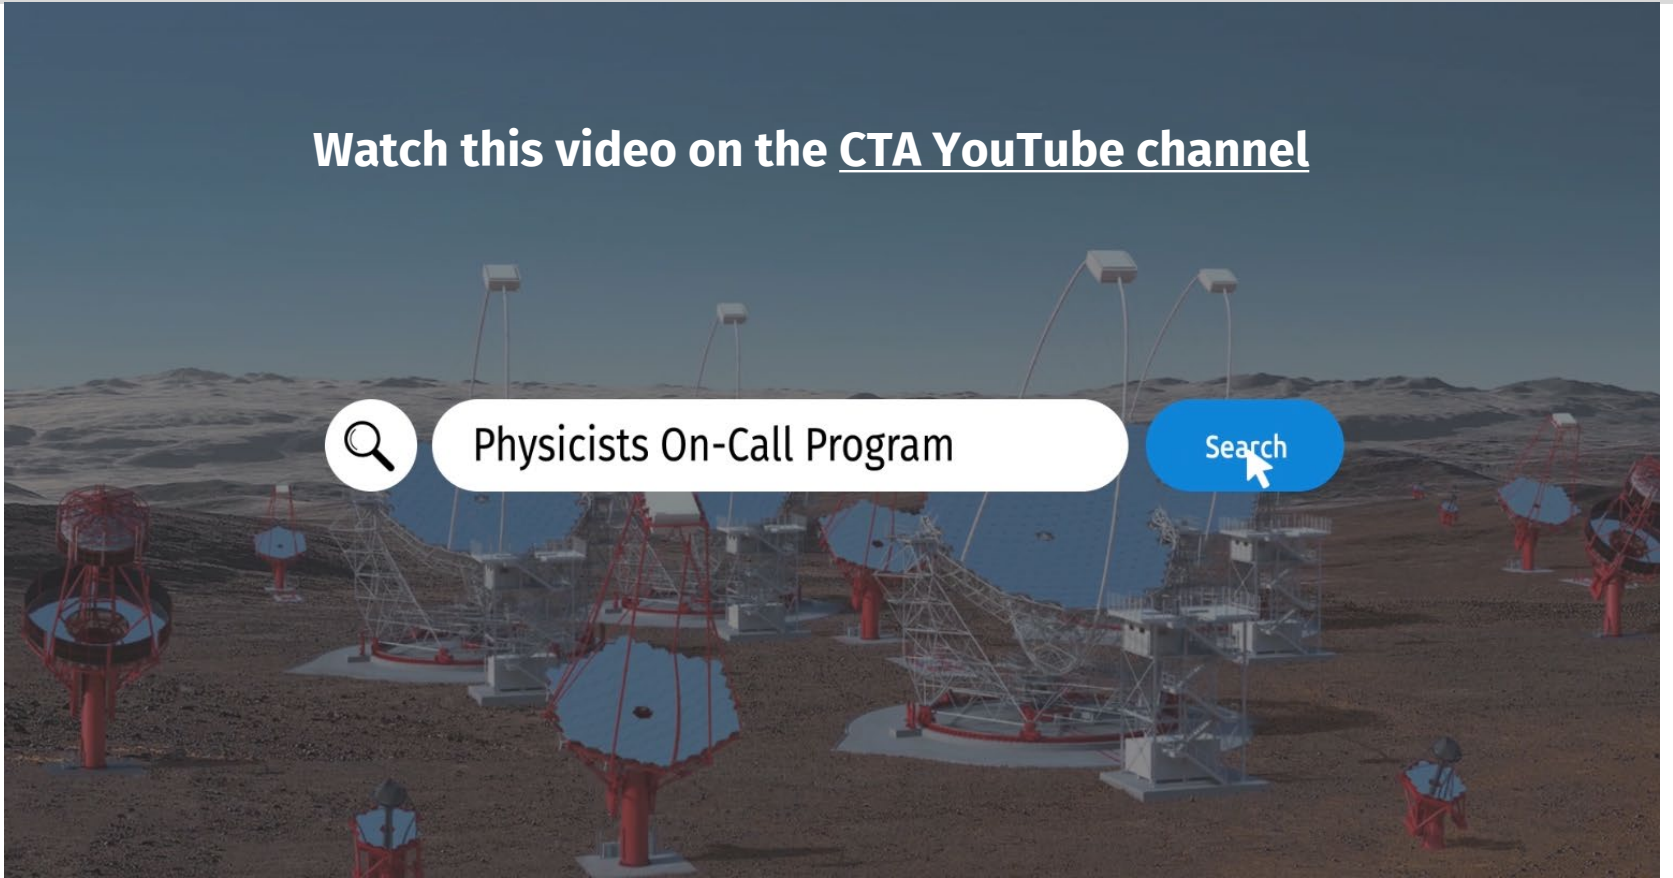 Watch this video on the CTA YouTube channel
Physicists On-Call Program
Search